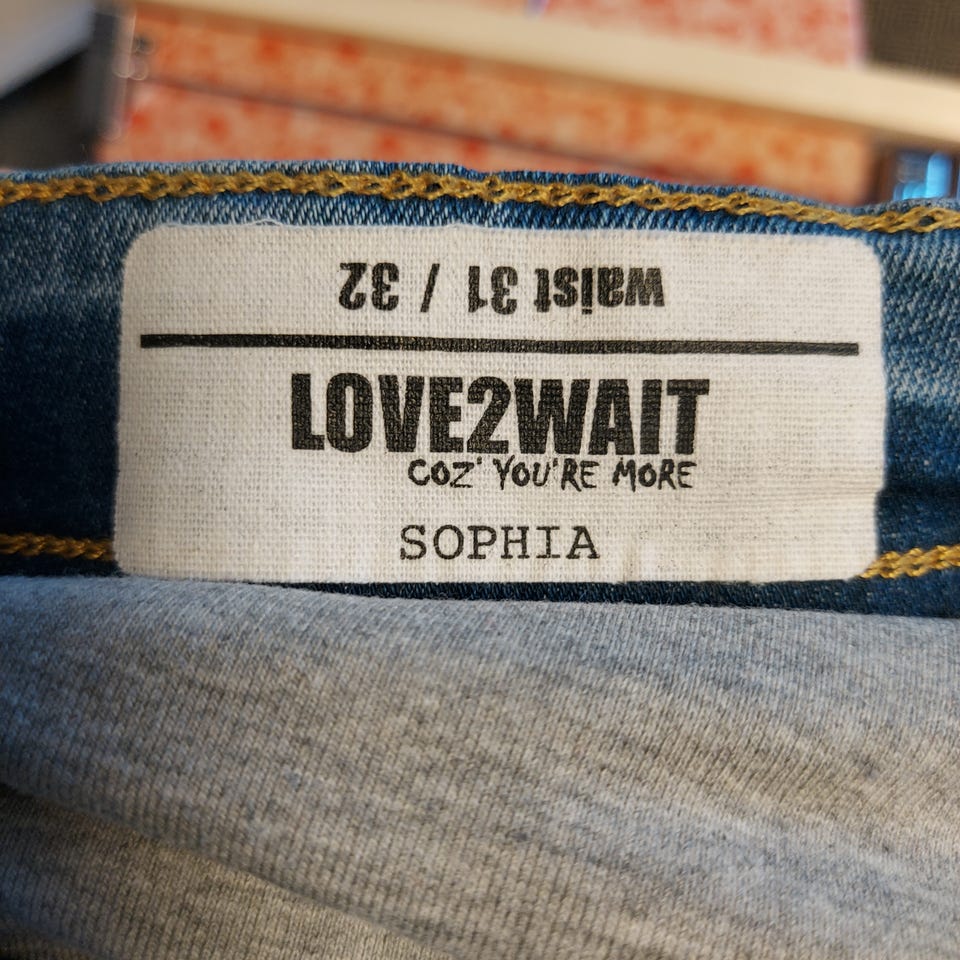 waist 31 / 32
LOVE2WAIT
COZ' YOU'RE MORE
SOPHIA